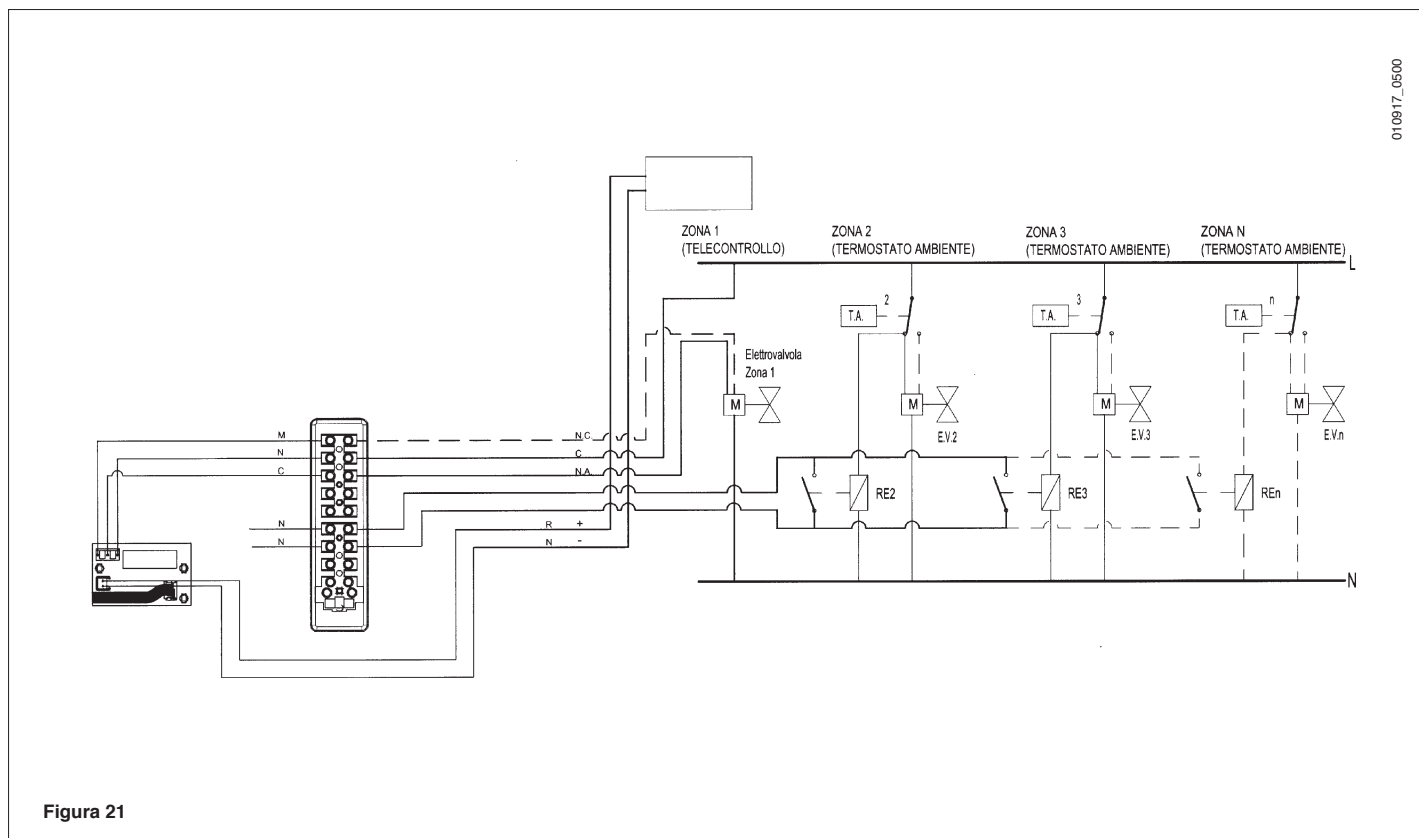 010917_0500
ZONA 1
(TELECONTROLLO)
ZONA 2
(TERMOSTATO AMBIENTE)
ZONA 3
(TERMOSTATO AMBIENTE)
ZONA N
(TERMOSTATO AMBIENTE)
L
2
T.A.
3
T.A.
n
T.A.
Elettrovalvola
Zona 1
M
M
E.V.2
M
E.V.3
M
E.V.n
M
N.C.
N
C
C
N.A.
RE2
RE3
REn
N
R +
N
N -
N
Figura 21